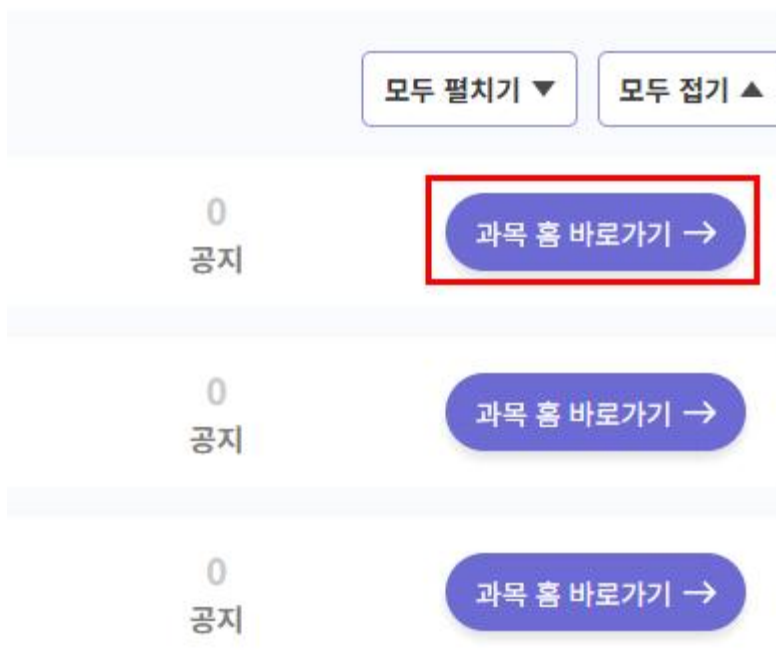 모두 펼치기 ▼ 모두 접기 ▲
0
공지
과목 홈 바로가기 →
0
공지
과목 홈 바로가기 →
0
공지
과목 홈 바로가기 →